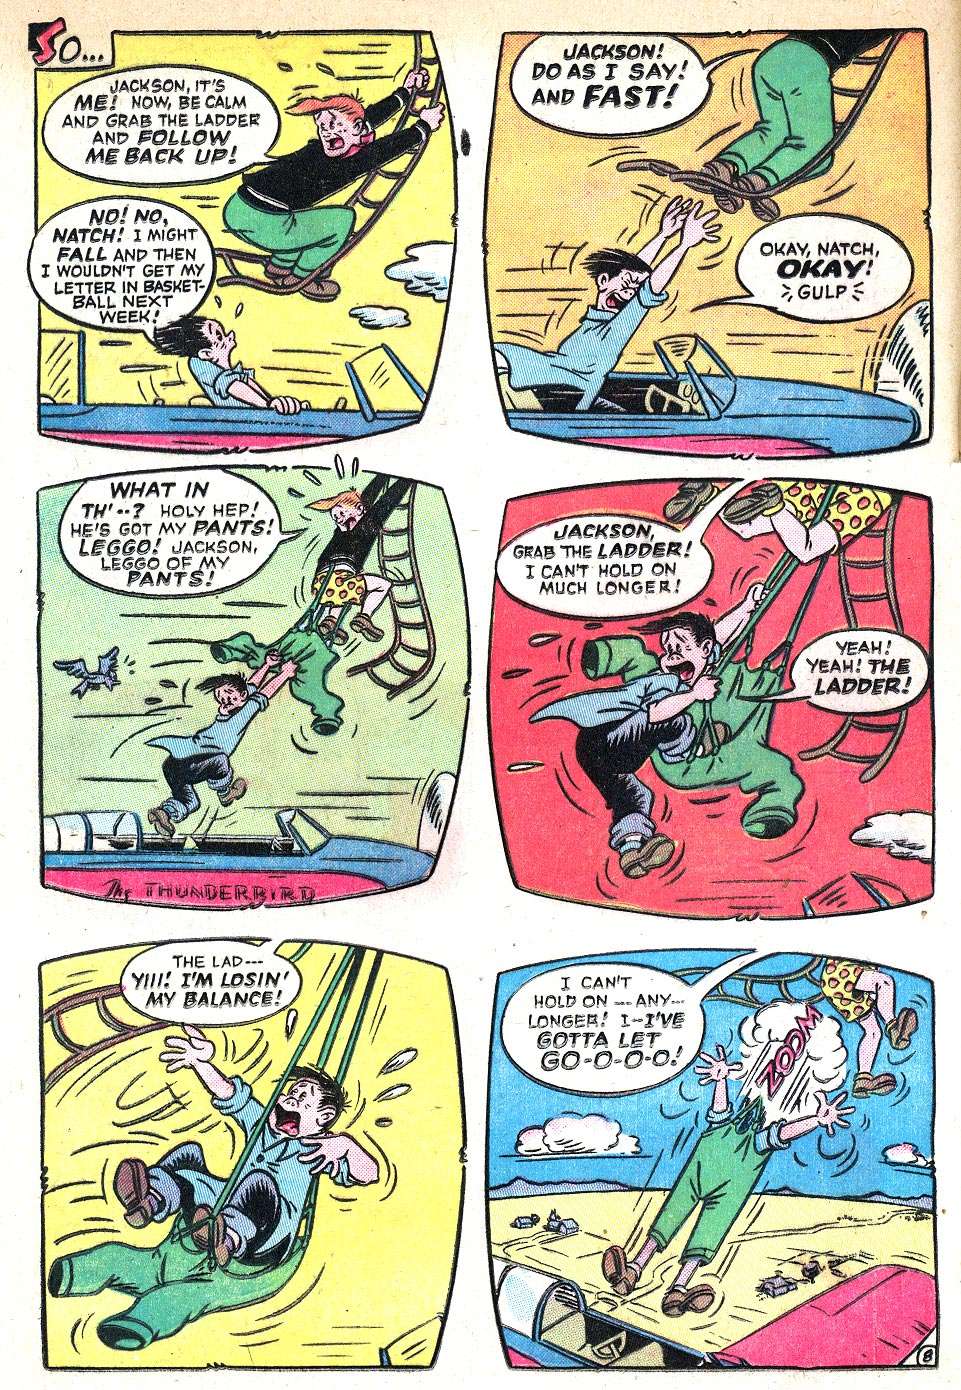 SO...
JACKSON, IT'S
ME! NOW, BE CALM
AND GRAB THE LADDER
AND FOLLOW
ME BACK UP!
NO! NO,
NATCH! I MIGHT
FALL AND THEN
I WOULDN'T GET MY
LETTER IN BASKET-
BALL NEXT
WEEK!
JACKSON!
DO AS I SAY!
AND FAST!
OKAY, NATCH,
OKAY!
GULP
WHAT IN
TH'--? HOLY HEP!
HE'S GOT MY PANTS!
LEGGO! JACKSON,
LEGGO OF MY
PANTS!
The THUNDERBIRD
JACKSON,
GRAB THE LADDER!
I CAN'T HOLD ON
MUCH LONGER!
YEAH!
YEAH! THE
LADDER!
THE LAD---
YIII! I'M LOSIN'
MY BALANCE!
I CAN'T
HOLD ON -- ANY--
LONGER! I--I'VE
GOTTA LET
GO-O-O-O!
ZOOM
8